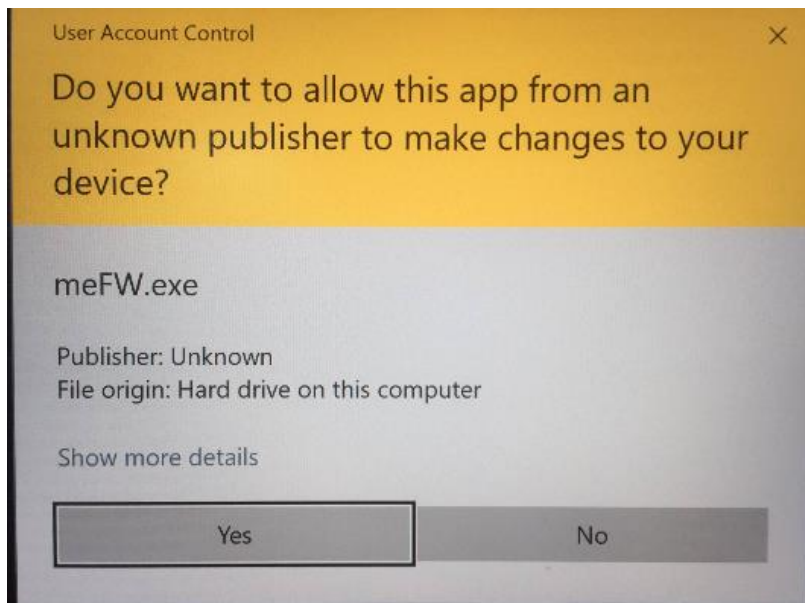 User Account Control
Do you want to allow this app from an
unknown publisher to make changes to your
device?
meFW.exe
Publisher: Unknown
File origin: Hard drive on this computer
Show more details
Yes No